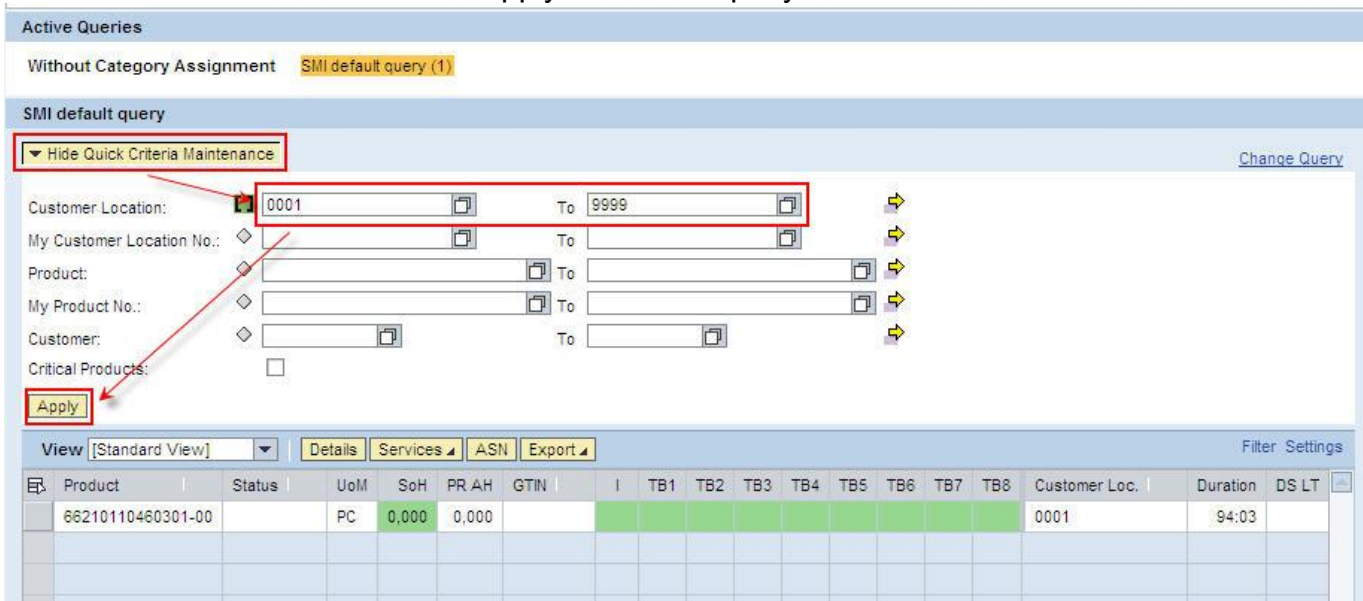 Active Queries
Without Category Assignment SMI default query (1)
SMI default query
Hide Quick Criteria Maintenance
Change Query
Customer Location: 0001 To 9999
My Customer Location No.: To
Product: To
My Product No.: To
Customer: To
Critical Products:
Apply
View [Standard View] Details Services ASN Export Filter Settings
Product Status UoM SoH PR AH GTIN I TB1 TB2 TB3 TB4 TB5 TB6 TB7 TB8 Customer Loc. Duration DS LT
66210110460301-00 PC 0,000 0,000 0001 94:03